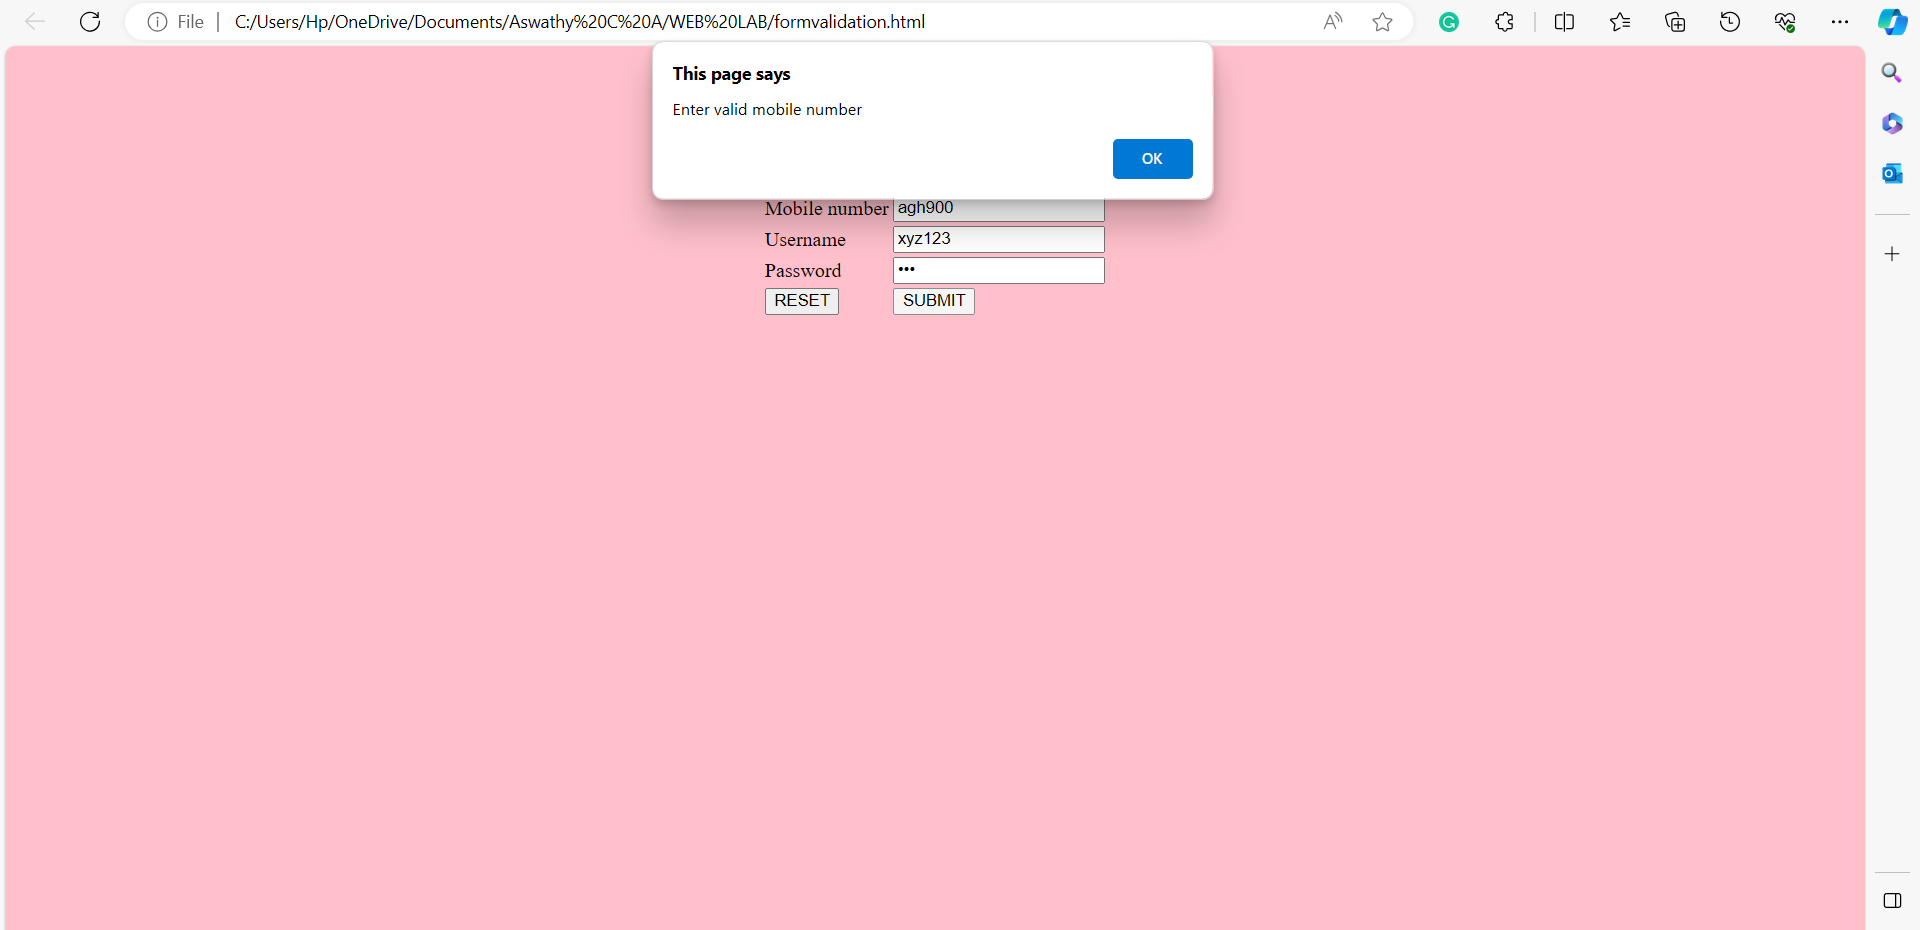 File C:/Users/Hp/OneDrive/Documents/Aswathy%20C%20A/WEB%20LAB/formvalidation.html
This page says
Enter valid mobile number
OK
Mobile number agh900
Username xyz123
Password •••
RESET SUBMIT